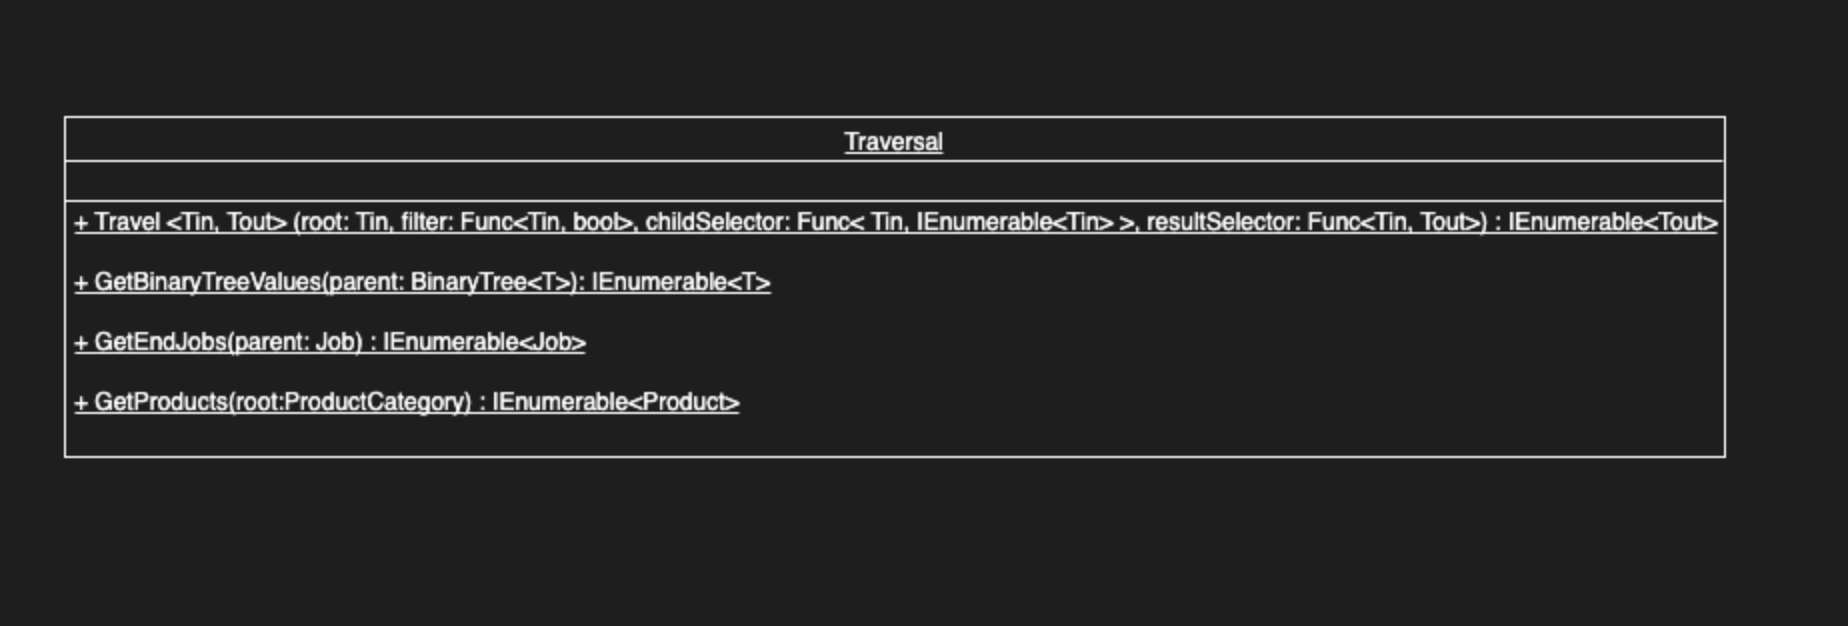 Traversal
+ Travel <Tin, Tout> (root: Tin, filter: Func<Tin, bool>, childSelector: Func< Tin, IEnumerable<Tin> >, resultSelector: Func<Tin, Tout>) : IEnumerable<Tout>
+ GetBinaryTreeValues(parent: BinaryTree<T>): IEnumerable<T>
+ GetEndJobs(parent: Job) : IEnumerable<Job>
+ GetProducts(root:ProductCategory) : IEnumerable<Product>